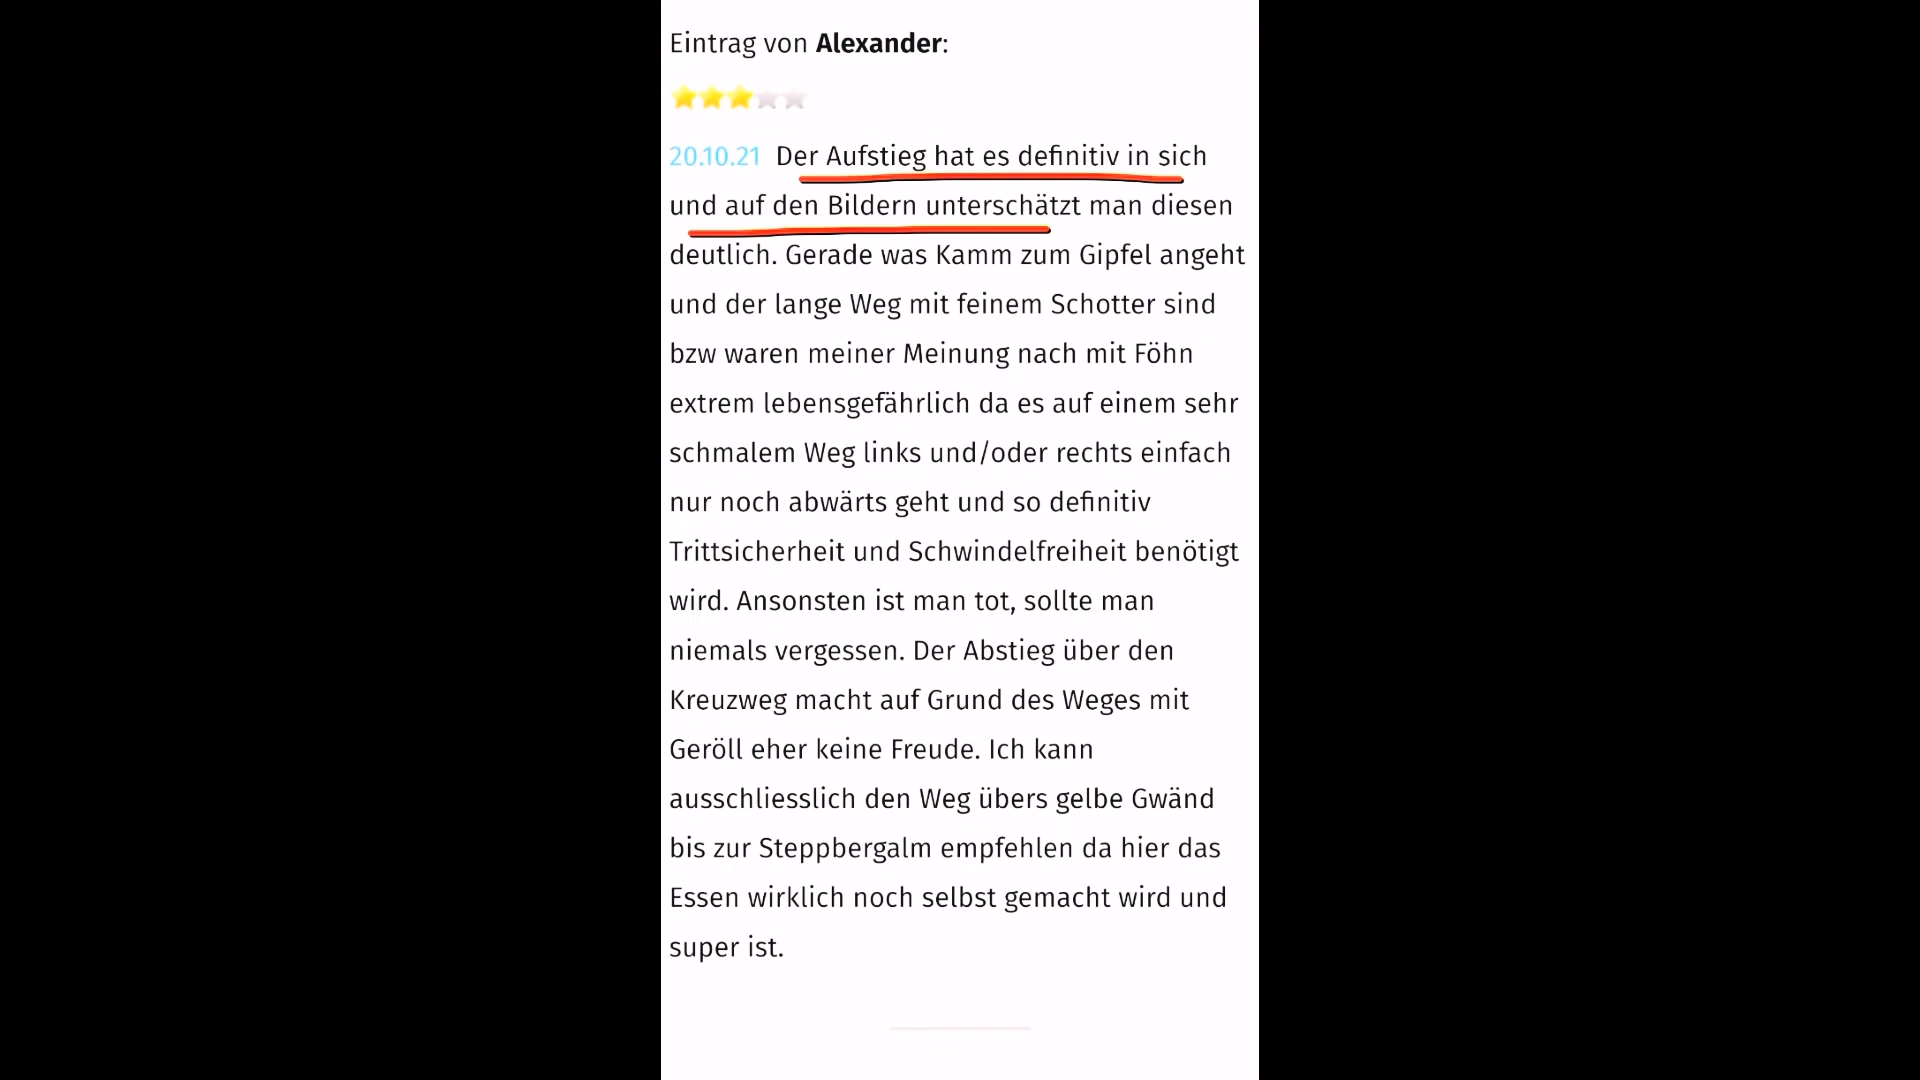 Eintrag von Alexander:
20.10.21 Der Aufstieg hat es definitiv in sich
und auf den Bildern unterschätzt man diesen
deutlich. Gerade was Kamm zum Gipfel angeht
und der lange Weg mit feinem Schotter sind
bzw waren meiner Meinung nach mit Föhn
extrem lebensgefährlich da es auf einem sehr
schmalem Weg links und/oder rechts einfach
nur noch abwärts geht und so definitiv
Trittsicherheit und Schwindelfreiheit benötigt
wird. Ansonsten ist man tot, sollte man
niemals vergessen. Der Abstieg über den
Kreuzweg macht auf Grund des Weges mit
Geröll eher keine Freude. Ich kann
ausschliesslich den Weg übers gelbe Gwänd
bis zur Steppbergalm empfehlen da hier das
Essen wirklich noch selbst gemacht wird und
super ist.